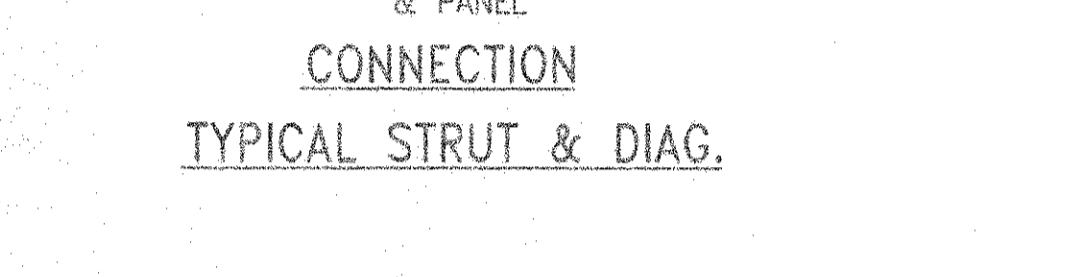 & PANEL
CONNECTION
TYPICAL STRUT & DIAG.